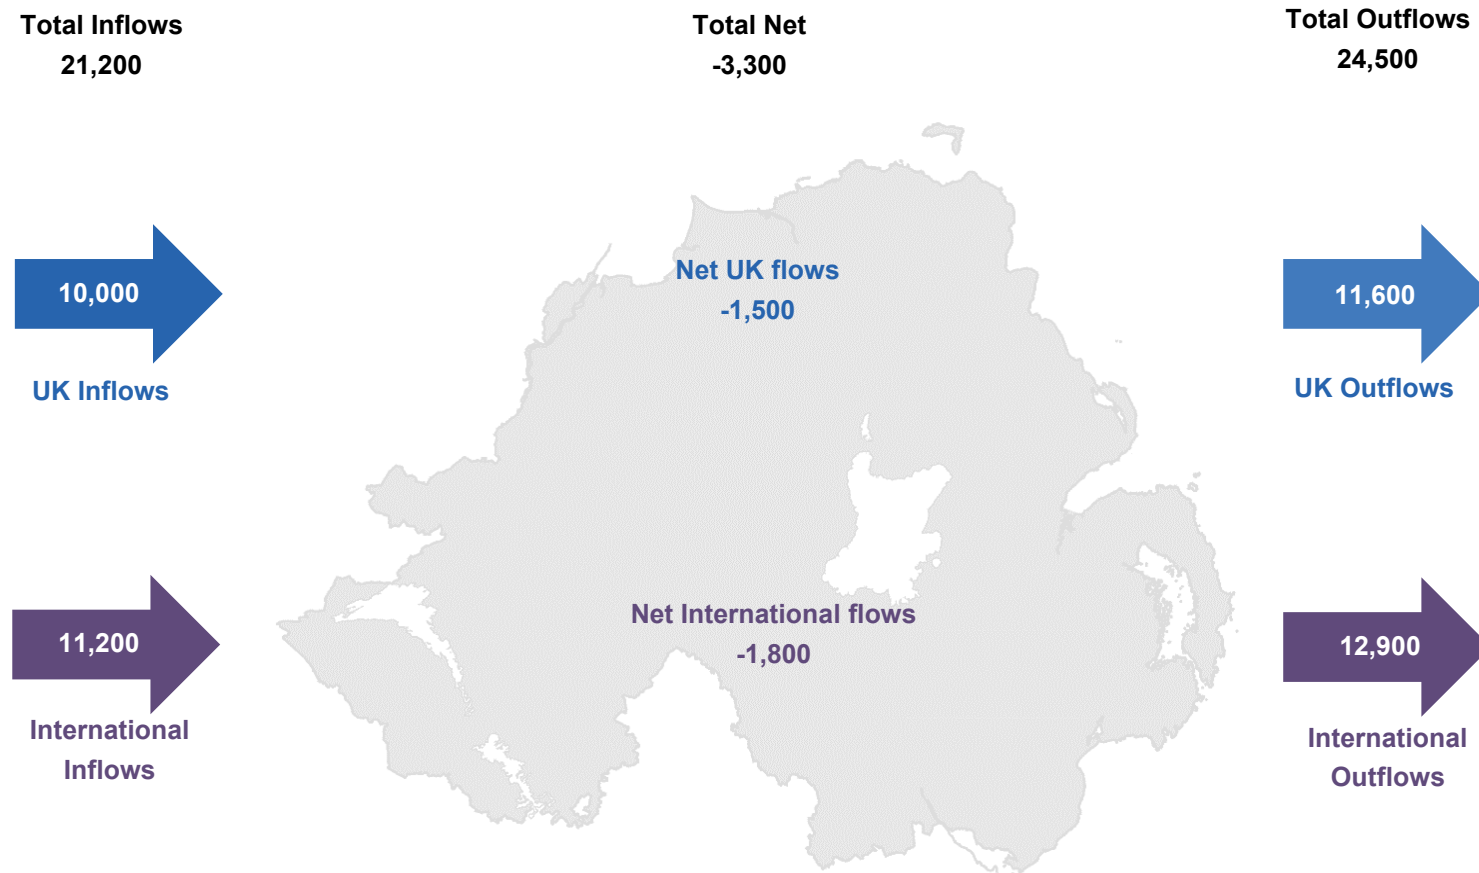 Total Inflows
21,200
Total Net
-3,300
Total Outflows
24,500
10,000
UK Inflows
Net UK flows
-1,500
11,600
UK Outflows
11,200
International
Inflows
Net International flows
-1,800
12,900
International
Outflows